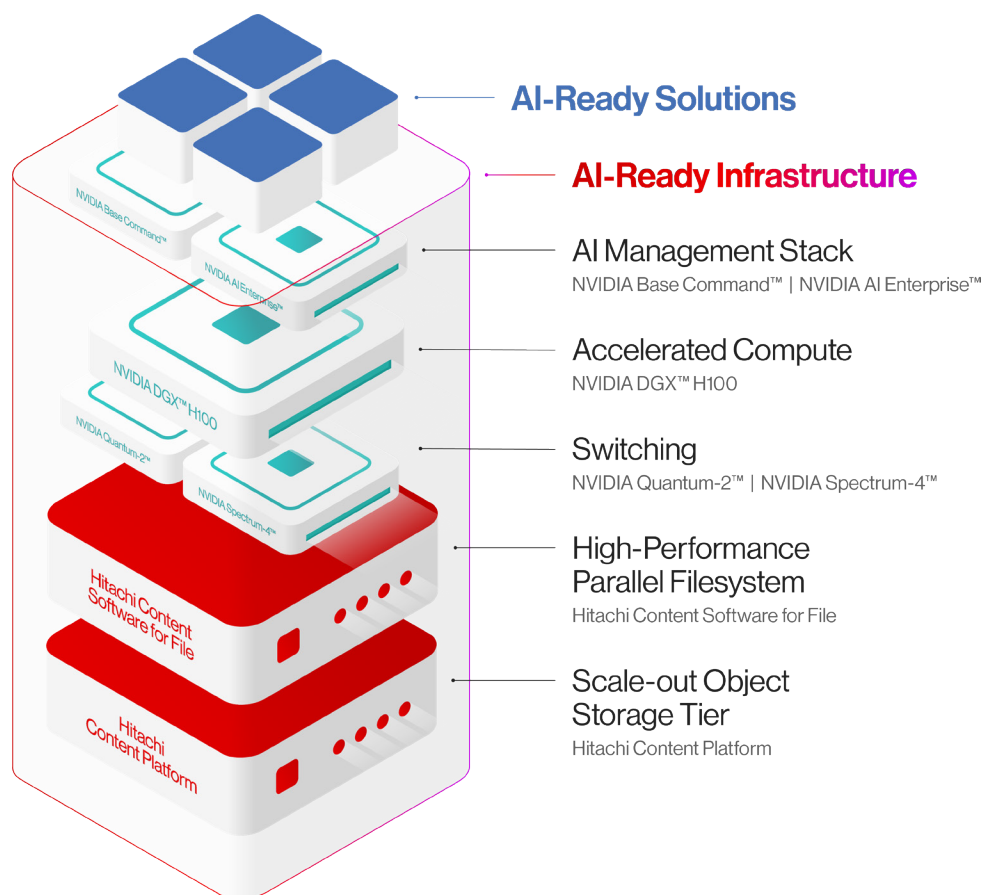 AI-Ready Solutions
AI-Ready Infrastructure
AI Management Stack
NVIDIA Base Command™ | NVIDIA AI Enterprise™
Accelerated Compute
NVIDIA DGX™ H100
Switching
NVIDIA Quantum-2™ | NVIDIA Spectrum-4™
High-Performance
Parallel Filesystem
Hitachi Content Software for File
Scale-out Object
Storage Tier
Hitachi Content Platform
NVIDIA Base Command™
NVIDIA AI Enterprise™
NVIDIA DGX™ H100
NVIDIA Quantum-2™
NVIDIA Spectrum-4™
Hitachi Content
Software for File
Hitachi
Content Platform